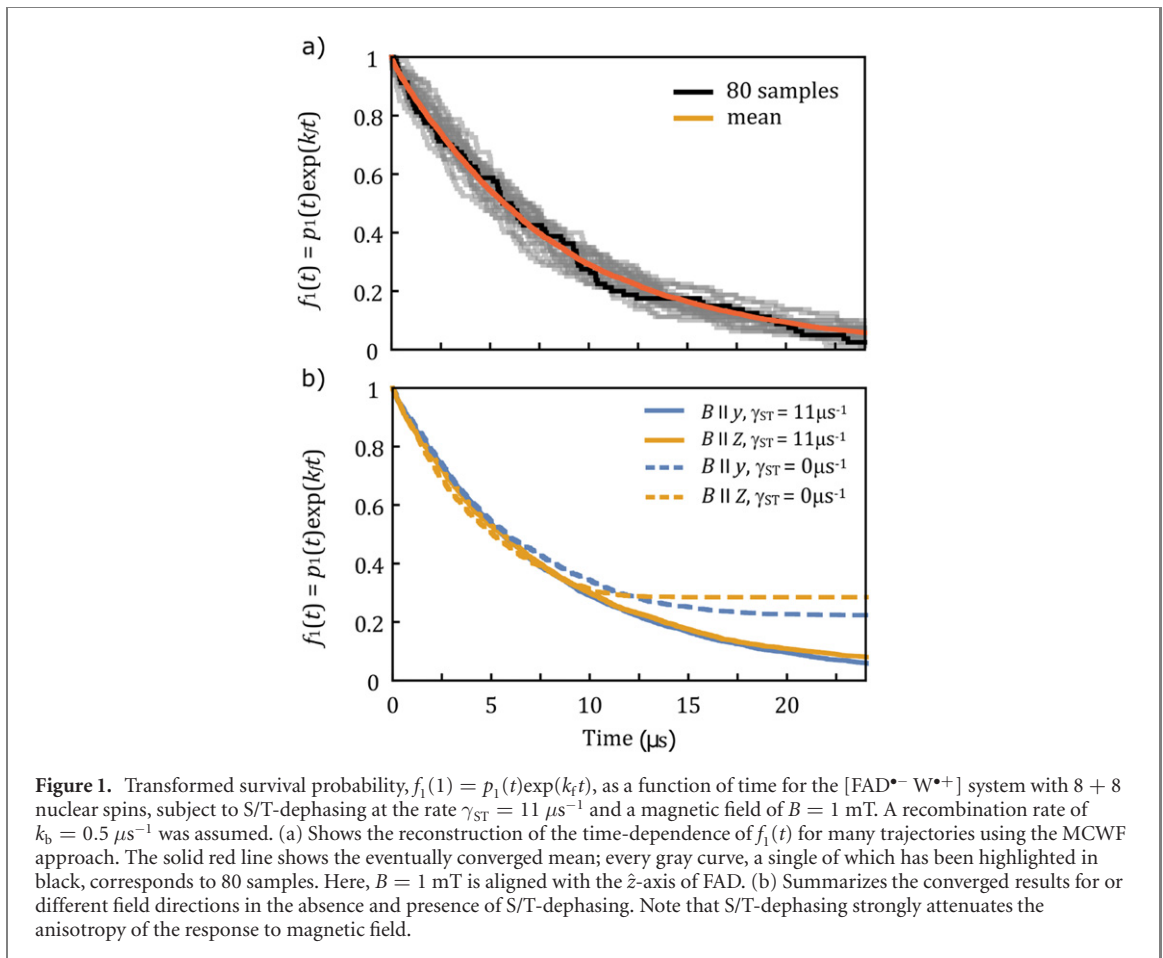 a)
1
0.8
0.6
0.4
0.2
0
f₁(t) = p₁(t)exp(kft)
80 samples
mean
b)
1
0.8
0.6
0.4
0.2
0
f₁(t) = p₁(t)exp(kft)
B II y, γST = 11μs-1
B II Z, γST = 11μs-1
B II y, γST = 0μs-1
B II Z, γST = 0μs-1
0 5 10 15 20
Time (μs)
Figure 1. Transformed survival probability, f₁(1) = p₁(t)exp(kft), as a function of time for the [FAD•− W•+] system with 8 + 8
nuclear spins, subject to S/T-dephasing at the rate γST = 11 μs−1 and a magnetic field of B = 1 mT. A recombination rate of
kb = 0.5 μs−1 was assumed. (a) Shows the reconstruction of the time-dependence of f₁(t) for many trajectories using the MCWF
approach. The solid red line shows the eventually converged mean; every gray curve, a single of which has been highlighted in
black, corresponds to 80 samples. Here, B = 1 mT is aligned with the ẑ-axis of FAD. (b) Summarizes the converged results for or
different field directions in the absence and presence of S/T-dephasing. Note that S/T-dephasing strongly attenuates the
anisotropy of the response to magnetic field.